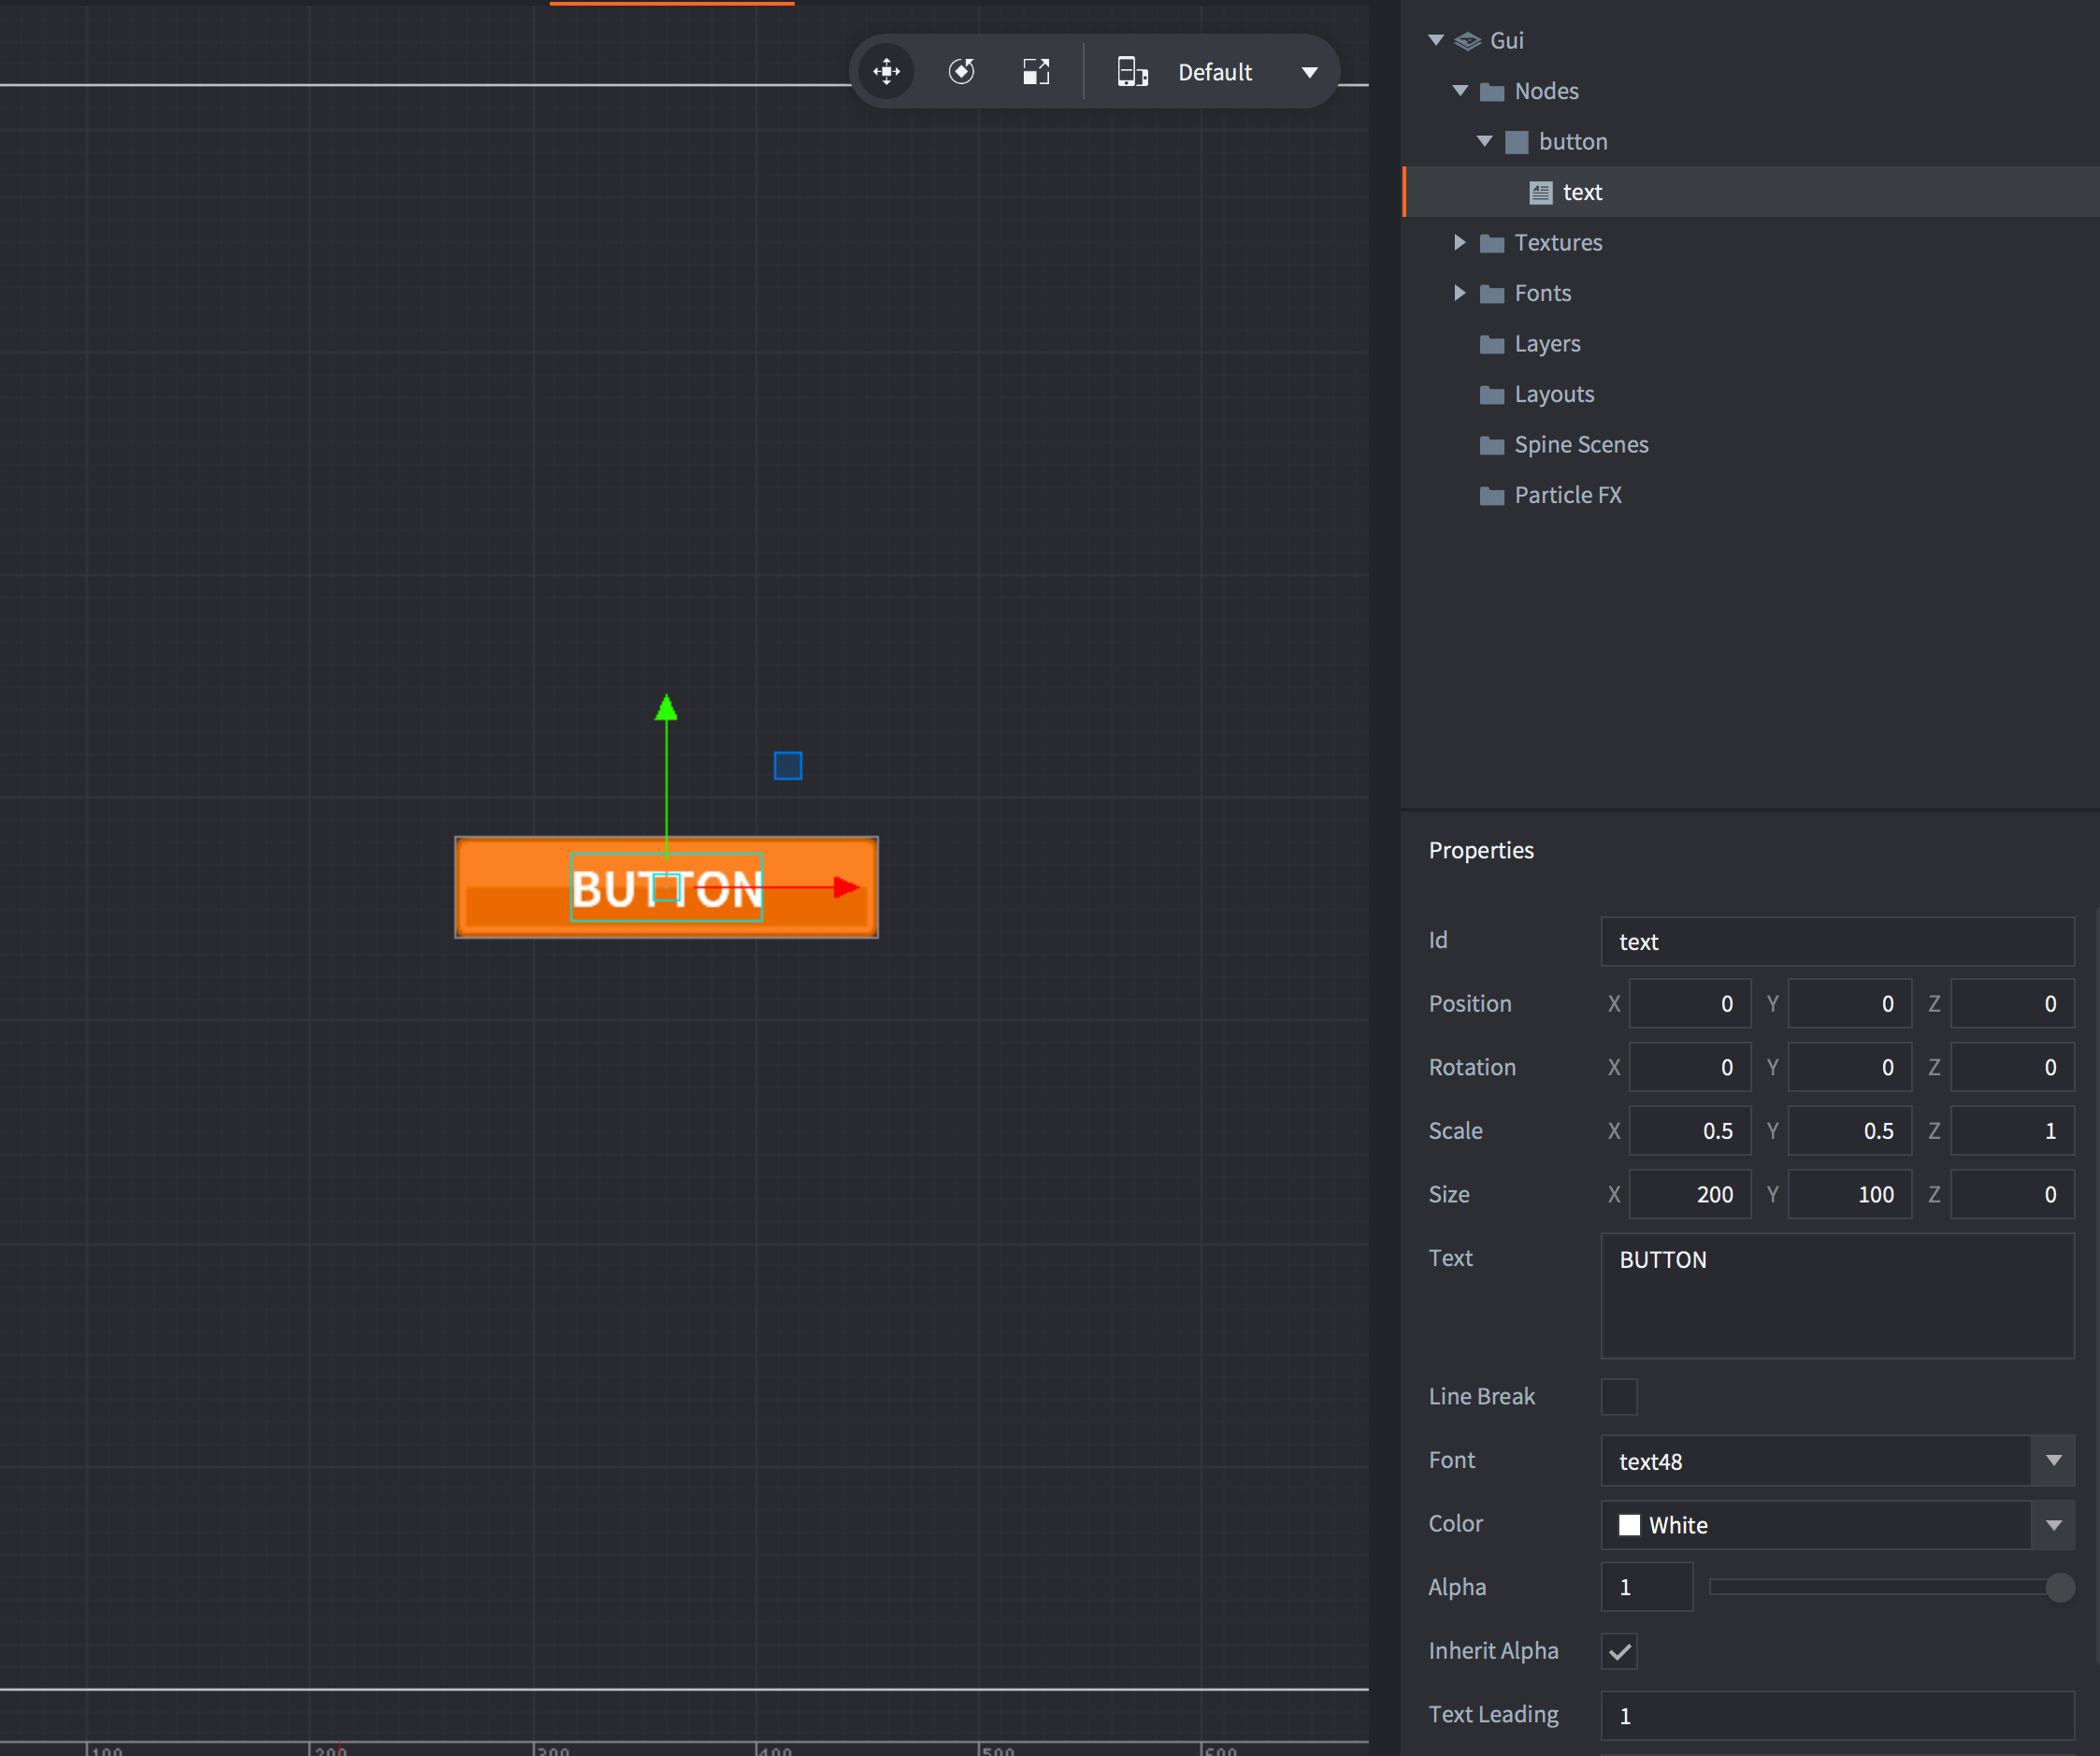 Default
BUTTON
100
200
300
400
500
600
Gui
Nodes
button
text
Textures
Fonts
Layers
Layouts
Spine Scenes
Particle FX
Properties
Id text
Position X 0 Y 0 Z 0
Rotation X 0 Y 0 Z 0
Scale X 0.5 Y 0.5 Z 1
Size X 200 Y 100 Z 0
Text BUTTON
Line Break
Font text48
Color White
Alpha 1
Inherit Alpha
Text Leading 1